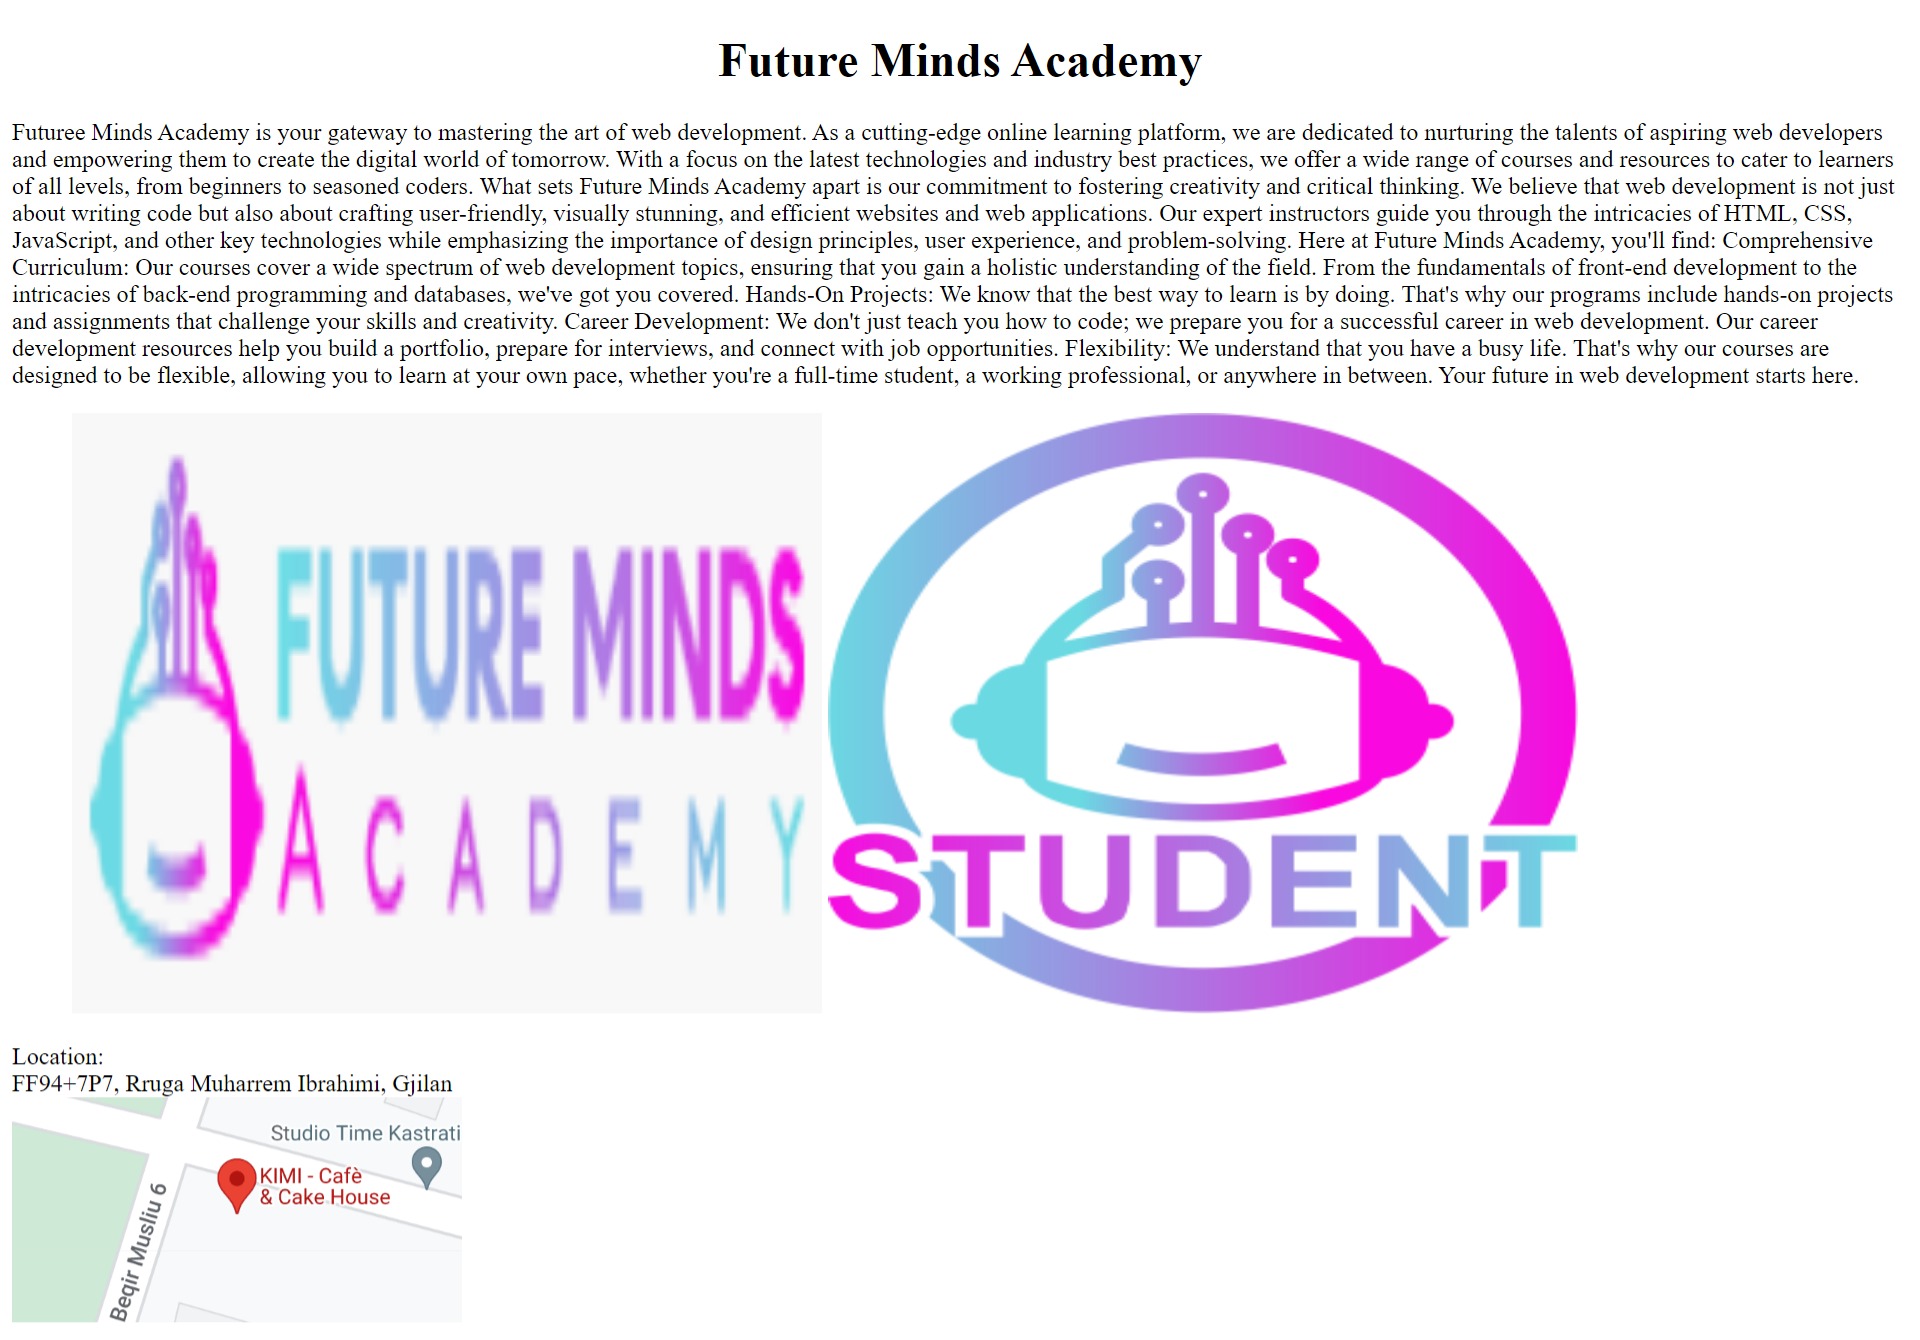 Future Minds Academy
Futuree Minds Academy is your gateway to mastering the art of web development. As a cutting-edge online learning platform, we are dedicated to nurturing the talents of aspiring web developers
and empowering them to create the digital world of tomorrow. With a focus on the latest technologies and industry best practices, we offer a wide range of courses and resources to cater to learners
of all levels, from beginners to seasoned coders. What sets Future Minds Academy apart is our commitment to fostering creativity and critical thinking. We believe that web development is not just
about writing code but also about crafting user-friendly, visually stunning, and efficient websites and web applications. Our expert instructors guide you through the intricacies of HTML, CSS,
JavaScript, and other key technologies while emphasizing the importance of design principles, user experience, and problem-solving. Here at Future Minds Academy, you'll find: Comprehensive
Curriculum: Our courses cover a wide spectrum of web development topics, ensuring that you gain a holistic understanding of the field. From the fundamentals of front-end development to the
intricacies of back-end programming and databases, we've got you covered. Hands-On Projects: We know that the best way to learn is by doing. That's why our programs include hands-on projects
and assignments that challenge your skills and creativity. Career Development: We don't just teach you how to code; we prepare you for a successful career in web development. Our career
development resources help you build a portfolio, prepare for interviews, and connect with job opportunities. Flexibility: We understand that you have a busy life. That's why our courses are
designed to be flexible, allowing you to learn at your own pace, whether you're a full-time student, a working professional, or anywhere in between. Your future in web development starts here.
FUTURE MINDS
ACADEMY
STUDENT
Location:
FF94+7P7, Rruga Muharrem Ibrahimi, Gjilan
Studio Time Kastrati
KIMI - Cafè
& Cake House
Beqir Musliu 6